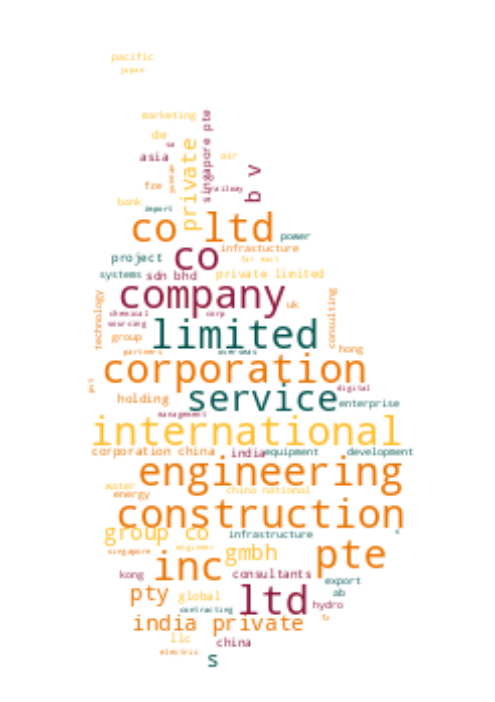 pacific
japan
marketing
de
asia
private
singapore pte
air
railway
b v
fze
yunnan
bank
import
co ltd
power
infrastucture
project
co
far east
systems
sdn bhd
private limited
company
uk
technology
chemical
corp
sourcing
limited
consulting
group
partners
overseas
hong
corporation
digital
holding
service
enterprise
management
international
corporation china
india
equipment
development
engineering
water
energy
china national
construction
group co
infrastructure
singapore
engineer
gmbh
pte
kong
inc
consultants
export
pty
global
ab
ltd
hydro
contracting
india private
llc
china
electric
s